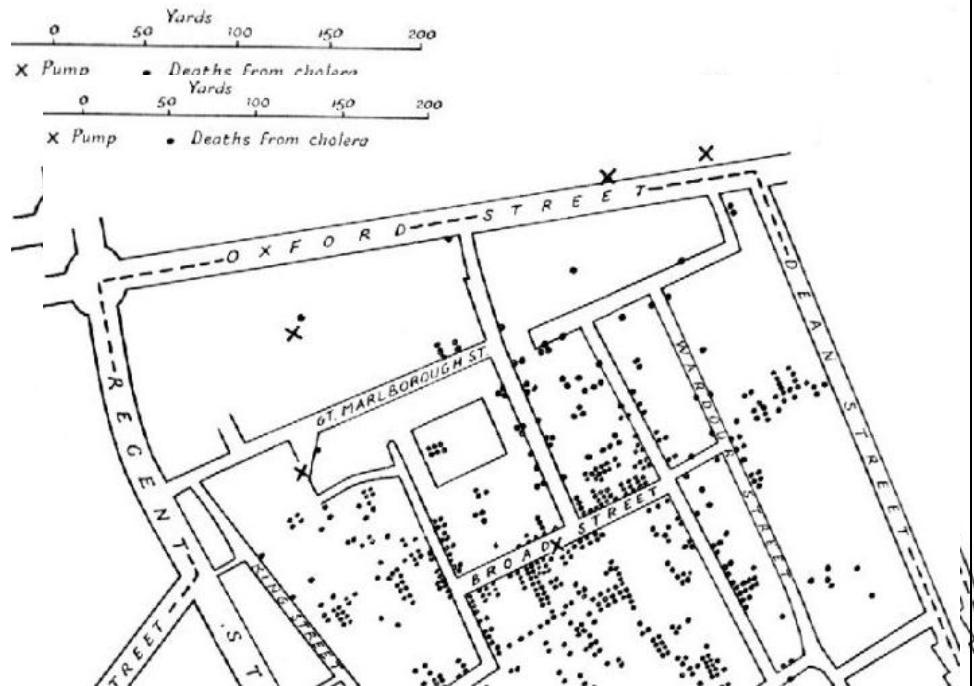 Yards
0 50 100 150 200
× Pump • Deaths from cholera
Yards
0 50 100 150 200
× Pump • Deaths from cholera
OXFORD STREET
DEAN STREET
REGENT
WARDOUR STREET
GT. MARLBOROUGH ST.
BROAD STREET
KING STREET
STREET
ST